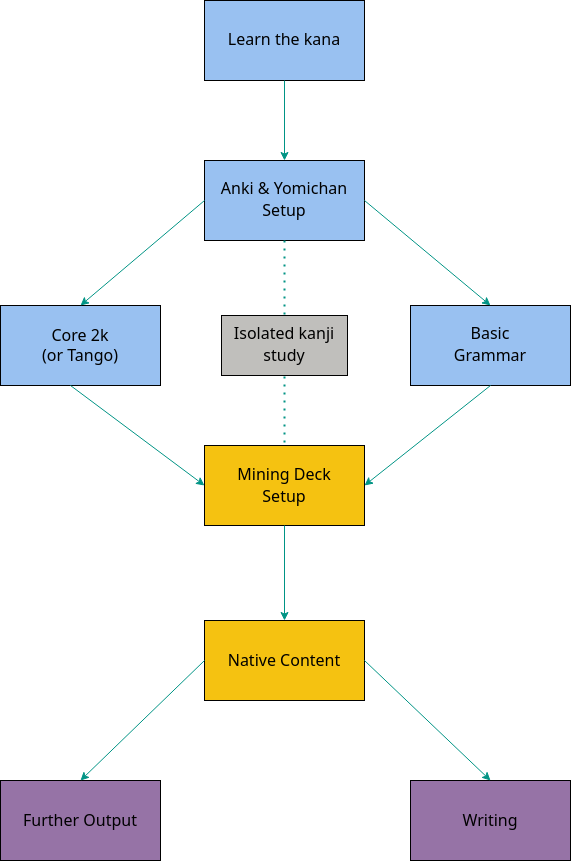 Learn the kana
Anki & Yomichan
Setup
Core 2k
(or Tango)
Isolated kanji
study
Basic
Grammar
Mining Deck
Setup
Native Content
Further Output
Writing